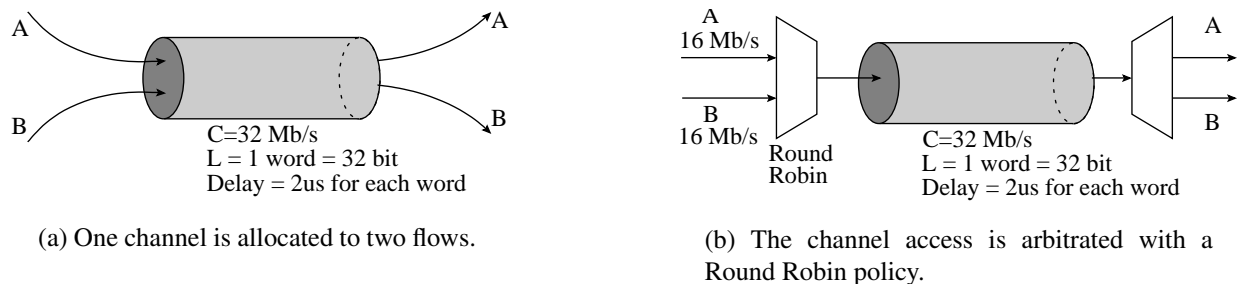 A
B
A
B
C=32 Mb/s
L = 1 word = 32 bit
Delay = 2us for each word
(a) One channel is allocated to two flows.
A
16 Mb/s
B
16 Mb/s
Round
Robin
C=32 Mb/s
L = 1 word = 32 bit
Delay = 2us for each word
A
B
(b) The channel access is arbitrated with a
Round Robin policy.